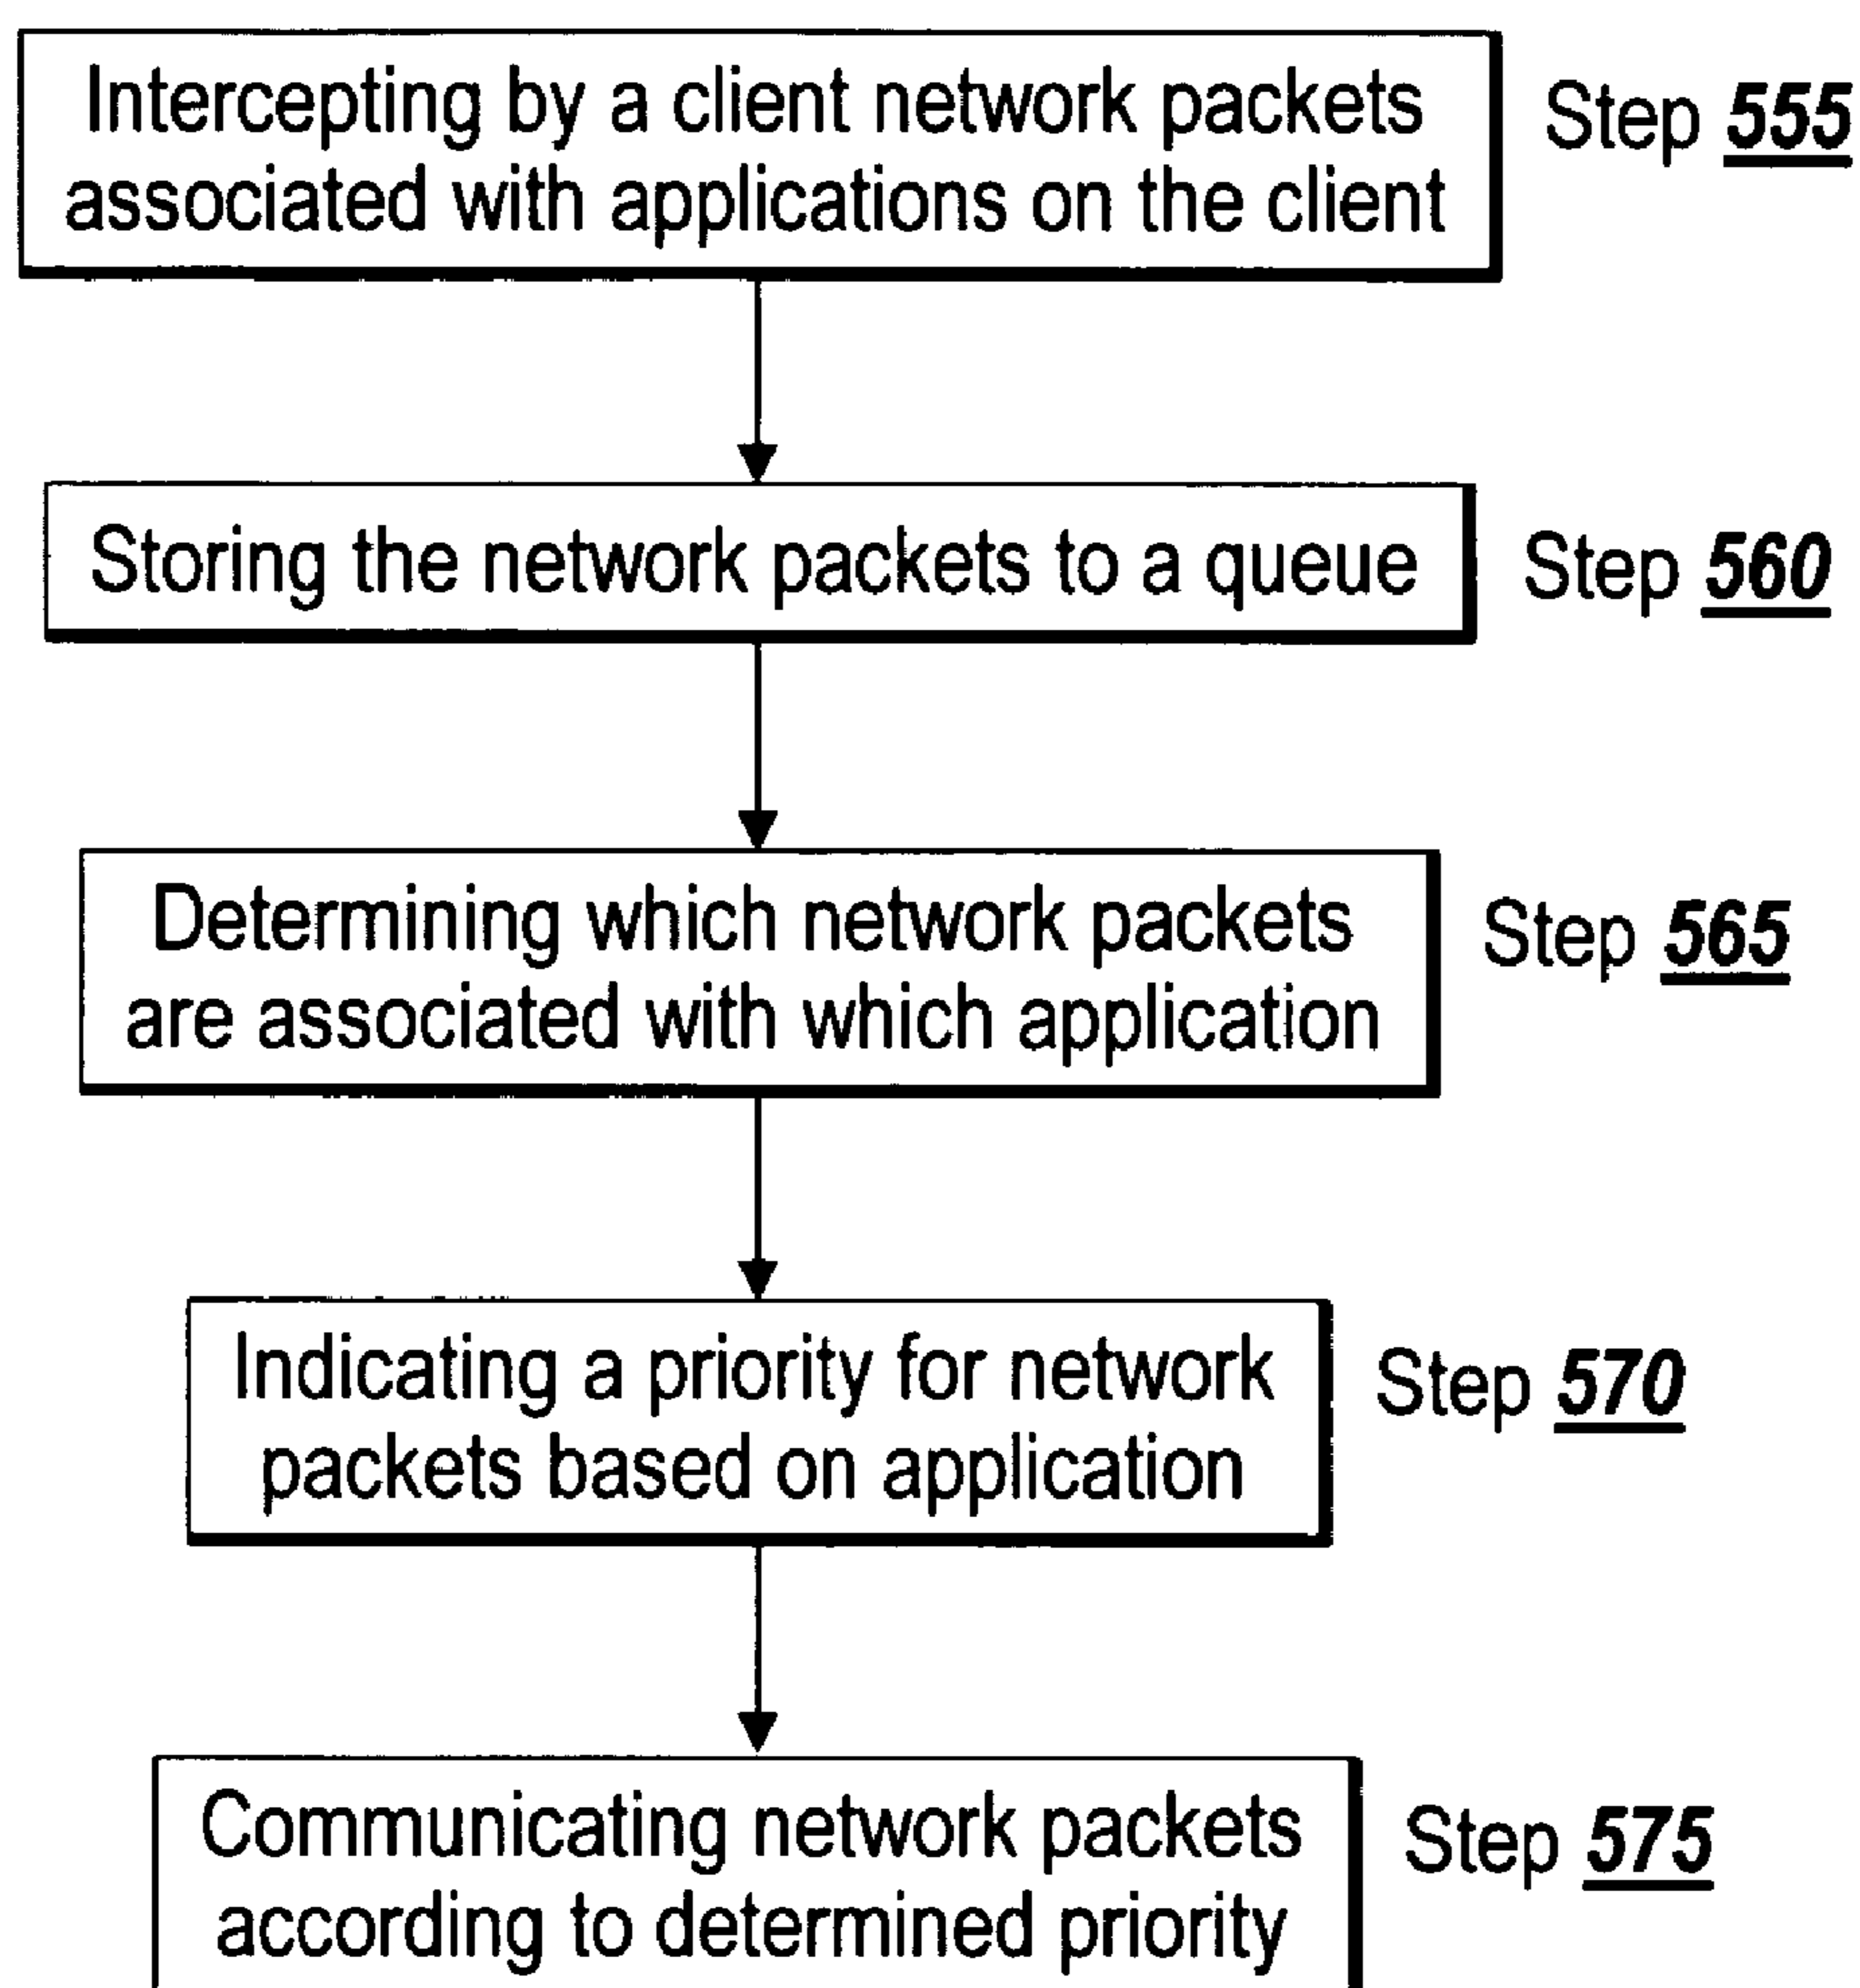 Intercepting by a client network packets
associated with applications on the client
Step 555
Storing the network packets to a queue
Step 560
Determining which network packets
are associated with which application
Step 565
Indicating a priority for network
packets based on application
Step 570
Communicating network packets
according to determined priority
Step 575